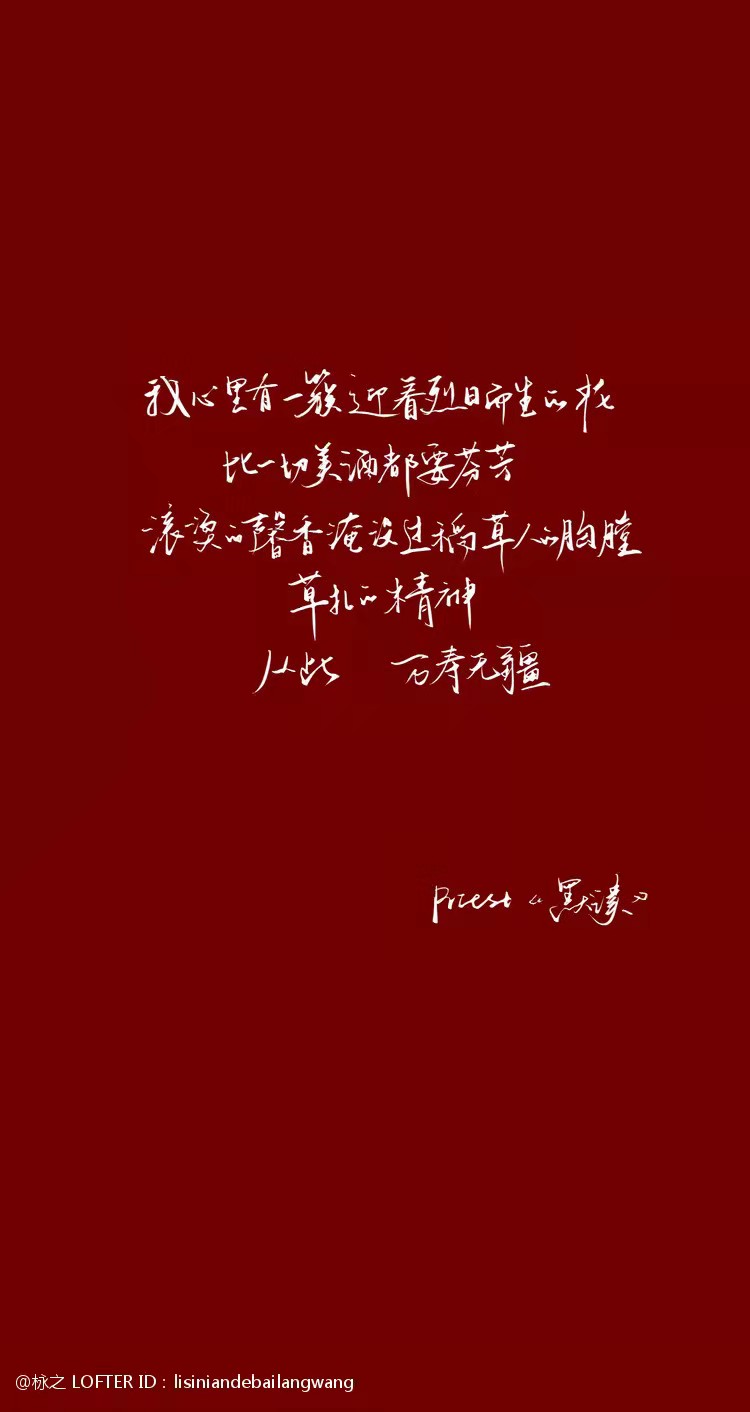 我心里有一簇迎着烈日而生的花
比一切美酒都要芬芳
滚烫的馨香淹没过稻草人的胸膛
草扎的精神
从此 万寿无疆
Priest《默读》
@栐之 LOFTER ID：lisiniandebailangwang